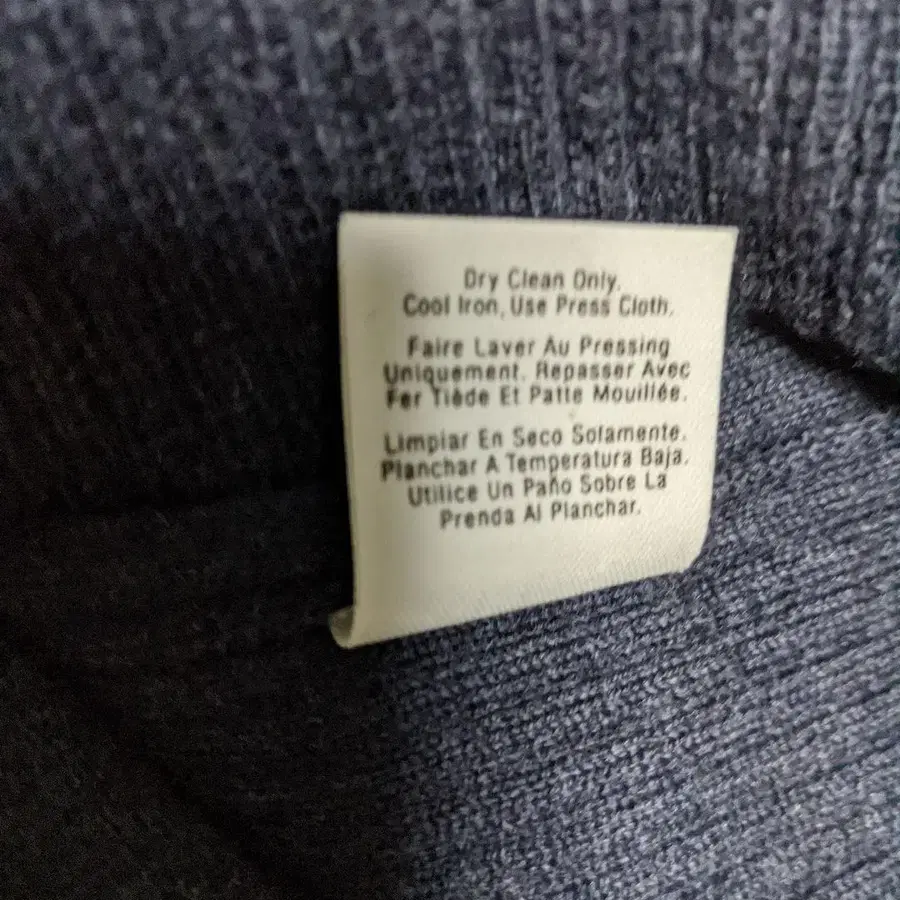 Dry Clean Only.
Cool Iron, Use Press Cloth.
Faire Laver Au Pressing
Uniquement. Repasser Avec
Fer Tiède Et Patte Mouillée.
Limpiar En Seco Solamente.
Planchar A Temperatura Baja.
Utilice Un Paño Sobre La
Prenda Al Planchar.